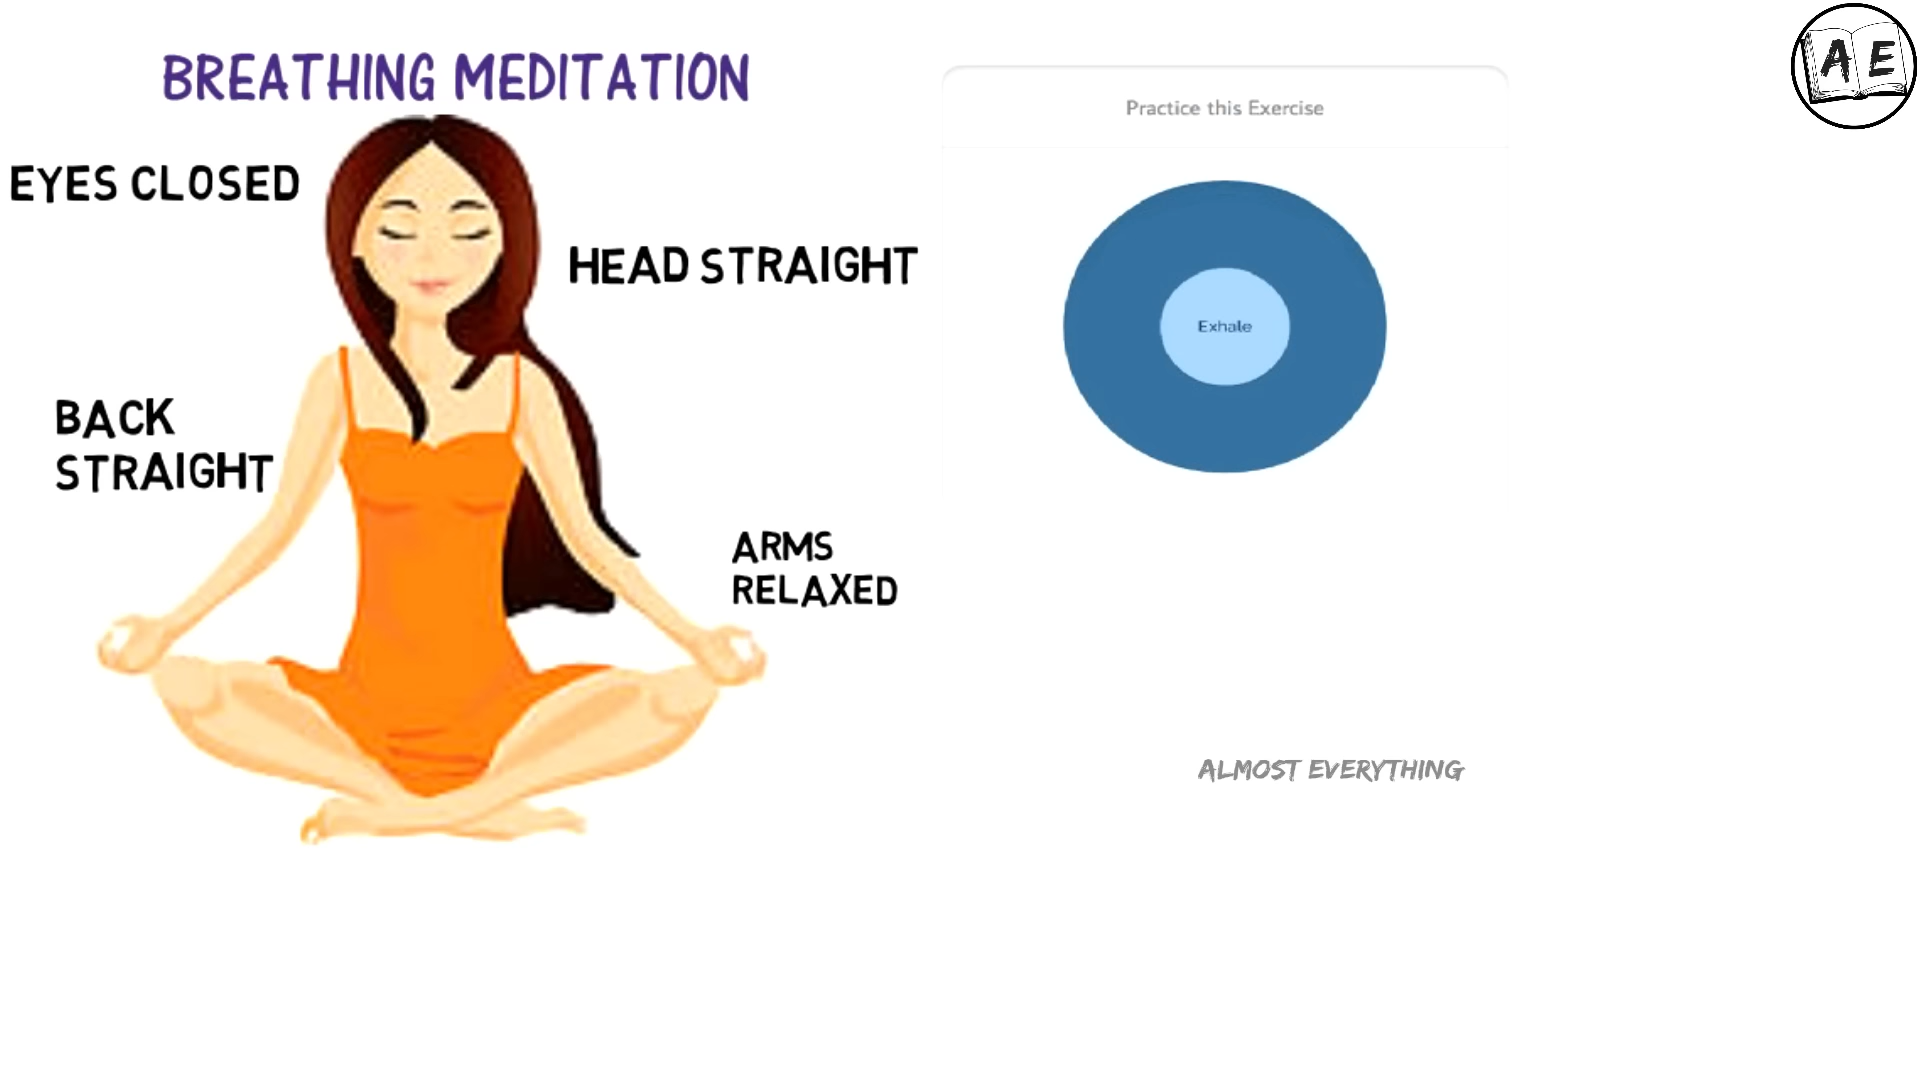 BREATHING MEDITATION
EYES CLOSED
HEAD STRAIGHT
BACK
STRAIGHT
ARMS
RELAXED
Practice this Exercise
Exhale
ALMOST EVERYTHING
A E